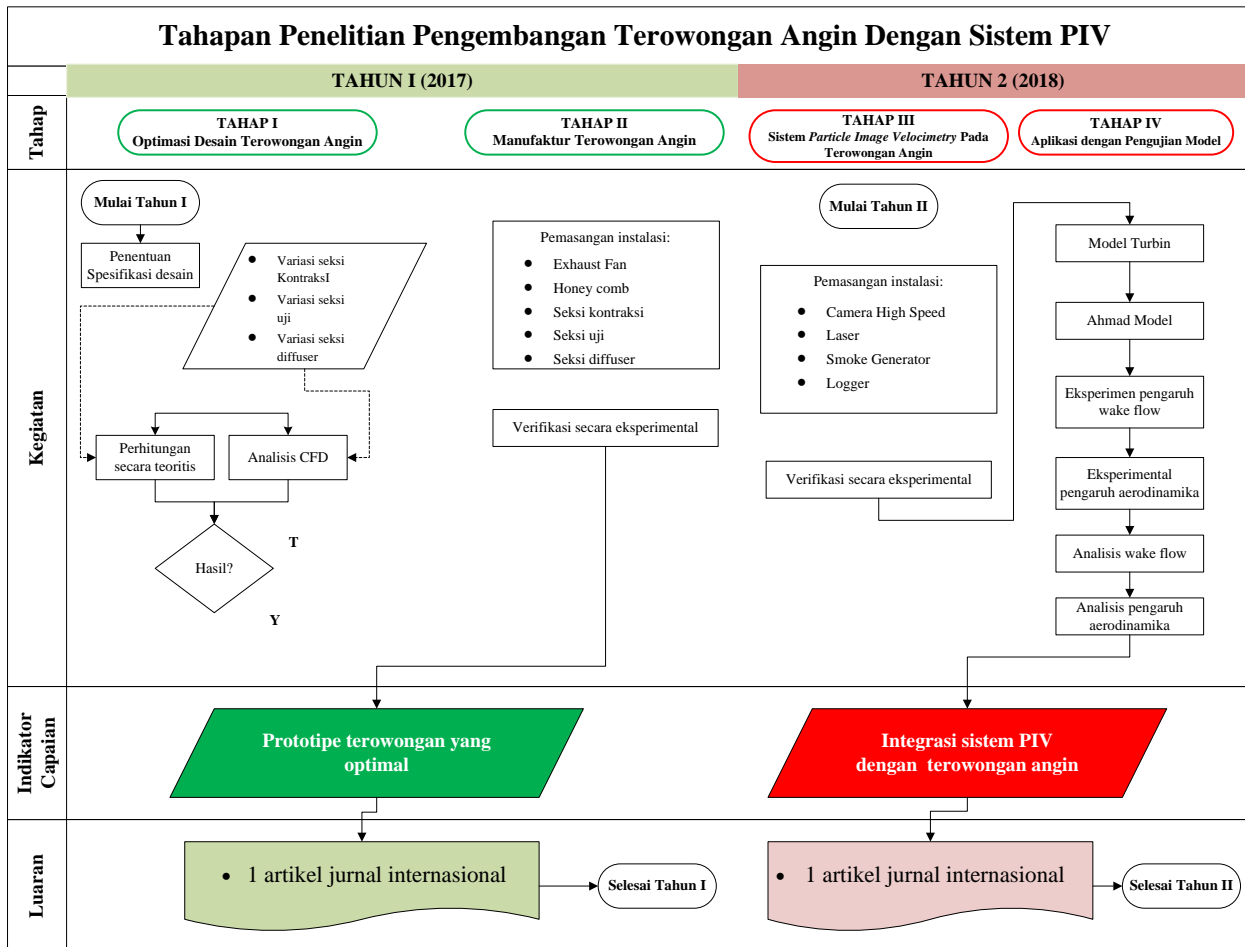 Tahapan Penelitian Pengembangan Terowongan Angin Dengan Sistem PIV
TAHUN I (2017)
TAHUN 2 (2018)
Tahap
TAHAP I
Optimasi Desain Terowongan Angin
TAHAP II
Manufaktur Terowongan Angin
TAHAP III
Sistem Particle Image Velocimetry Pada
Terowongan Angin
TAHAP IV
Aplikasi dengan Pengujian Model
Kegiatan
Mulai Tahun I
Penentuan
Spesifikasi desain
• Variasi seksi
KontraksI
• Variasi seksi
uji
• Variasi seksi
diffuser
Perhitungan
secara teoritis
Analisis CFD
Hasil?
T
Y
Pemasangan instalasi:
• Exhaust Fan
• Honey comb
• Seksi kontraksi
• Seksi uji
• Seksi diffuser
Verifikasi secara eksperimental
Mulai Tahun II
Pemasangan instalasi:
• Camera High Speed
• Laser
• Smoke Generator
• Logger
Verifikasi secara eksperimental
Model Turbin
Ahmad Model
Eksperimen pengaruh
wake flow
Eksperimental
pengaruh aerodinamika
Analisis wake flow
Analisis pengaruh
aerodinamika
Indikator
Capaian
Prototipe terowongan yang
optimal
Integrasi sistem PIV
dengan terowongan angin
Luaran
• 1 artikel jurnal internasional
Selesai Tahun I
• 1 artikel jurnal internasional
Selesai Tahun II